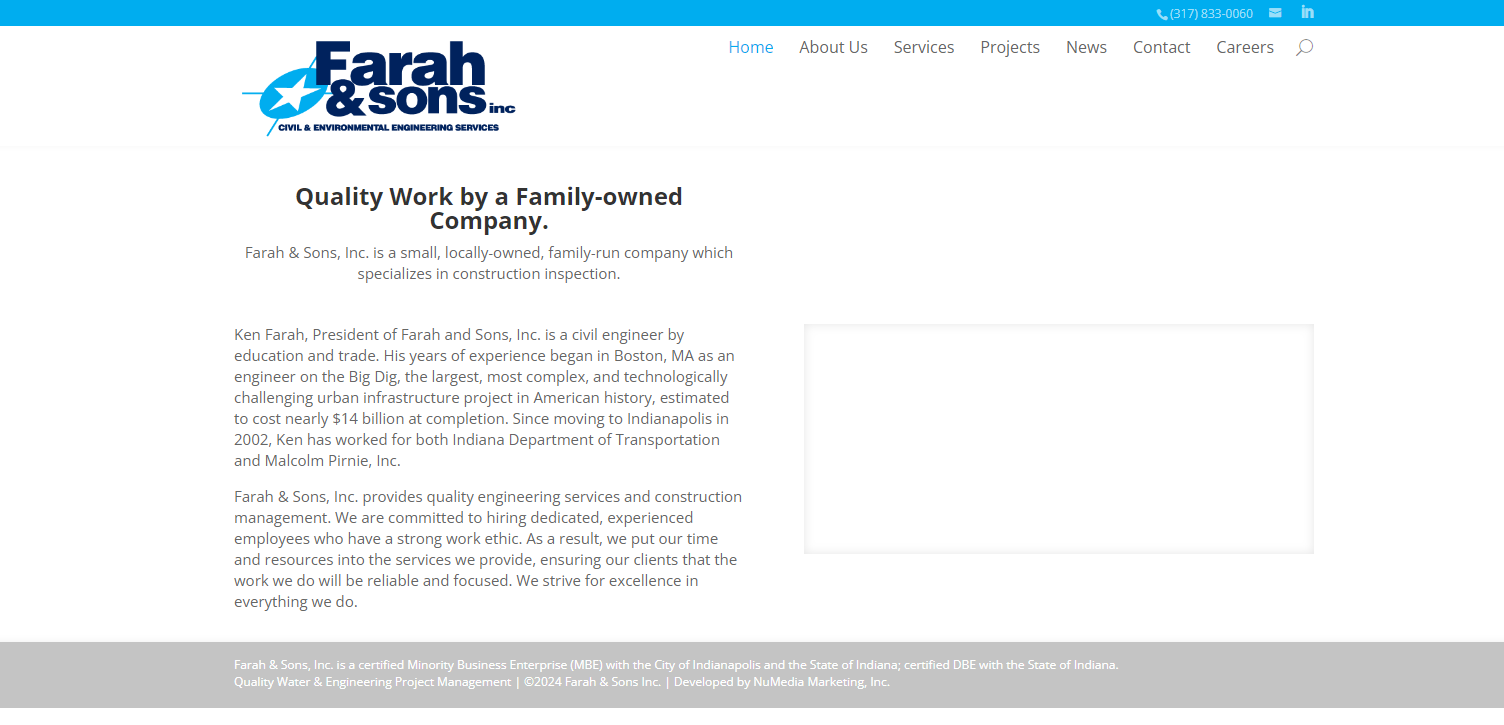 (317) 833-0060
Farah
&sons inc
CIVIL & ENVIRONMENTAL ENGINEERING SERVICES
Home About Us Services Projects News Contact Careers
Quality Work by a Family-owned
Company.
Farah & Sons, Inc. is a small, locally-owned, family-run company which
specializes in construction inspection.
Ken Farah, President of Farah and Sons, Inc. is a civil engineer by
education and trade. His years of experience began in Boston, MA as an
engineer on the Big Dig, the largest, most complex, and technologically
challenging urban infrastructure project in American history, estimated
to cost nearly $14 billion at completion. Since moving to Indianapolis in
2002, Ken has worked for both Indiana Department of Transportation
and Malcolm Pirnie, Inc.
Farah & Sons, Inc. provides quality engineering services and construction
management. We are committed to hiring dedicated, experienced
employees who have a strong work ethic. As a result, we put our time
and resources into the services we provide, ensuring our clients that the
work we do will be reliable and focused. We strive for excellence in
everything we do.
Farah & Sons, Inc. is a certified Minority Business Enterprise (MBE) with the City of Indianapolis and the State of Indiana; certified DBE with the State of Indiana.
Quality Water & Engineering Project Management | ©2024 Farah & Sons Inc. | Developed by NuMedia Marketing, Inc.